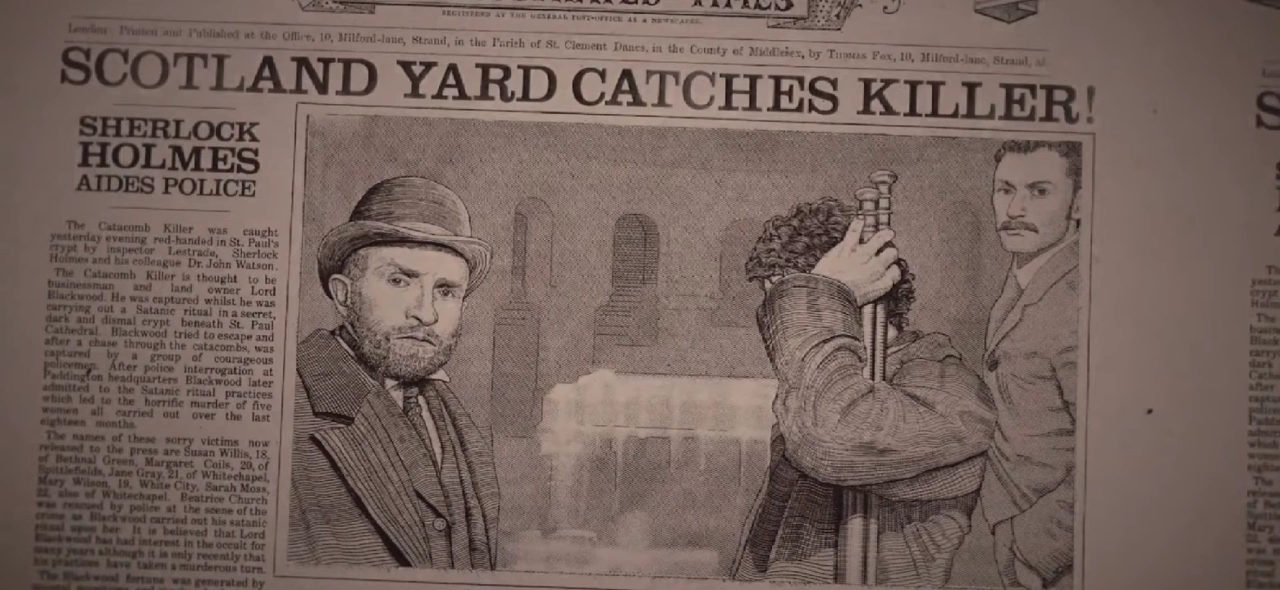 TIMES
REGISTERED AT THE GENERAL POST-OFFICE AS A NEWSPAPER.
London: Printed and Published at the Office, 10, Milford-lane, Strand, in the Parish of St. Clement Danes, in the County of Middlesex, by Thomas Fox, 10, Milford-lane, Strand,
SCOTLAND YARD CATCHES KILLER!
SHERLOCK
HOLMES
AIDES POLICE
The Catacomb Killer was caught
yesterday evening red-handed in St. Paul's
crypt by inspector Lestrade, Sherlock
Holmes and his colleague Dr. John Watson.
The Catacomb Killer is thought to be
businessman and land owner Lord
Blackwood. He was captured whilst he was
carrying out a Satanic ritual in a secret,
dark and dismal crypt beneath St. Paul
Cathedral. Blackwood tried to escape and
after a chase through the catacombs, was
captured by a group of courageous
policemen. After police interrogation at
Paddington headquarters Blackwood later
admitted to the Satanic ritual practices
which led to the horrific murder of five
women all carried out over the last
eighteen months.
The names of these sorry victims now
released to the press are Susan Willis, 18,
of Bethnal Green, Margaret Coils, 20, of
Spittlefields, Jane Gray, 21, of Whitechapel,
Mary Wilson, 19, White City, Sarah Moss,
22, also of Whitechapel. Beatrice Church
was rescued by police at the scene of the
crime as Blackwood carried out his satanic
ritual upon her. It is believed that Lord
Blackwood has had interest in the occult for
many years although it is only recently that
his practices have taken a murderous turn.
The Blackwood fortune was generated by